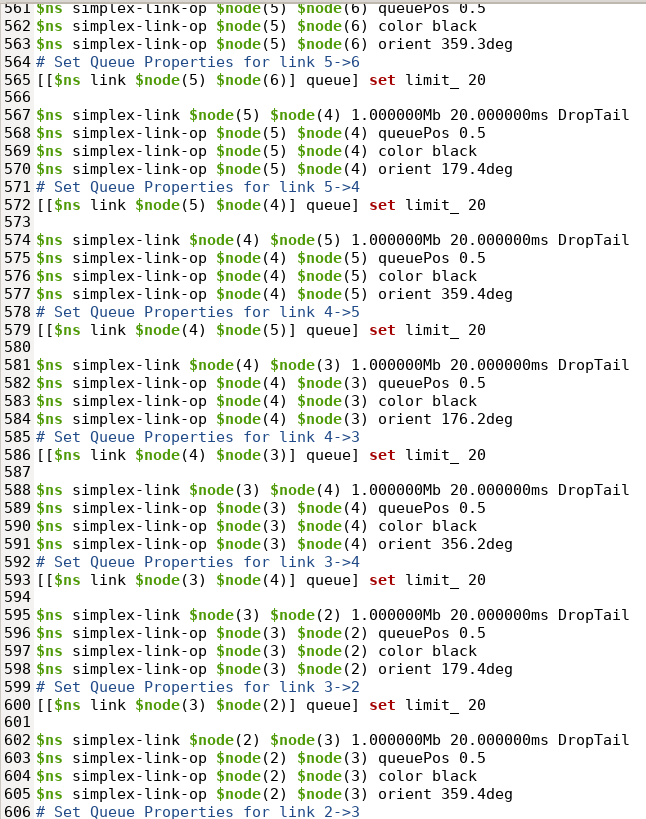 561 $ns simplex-link-op $node(5) $node(6) queuePos 0.5
562 $ns simplex-link-op $node(5) $node(6) color black
563 $ns simplex-link-op $node(5) $node(6) orient 359.3deg
564 # Set Queue Properties for link 5->6
565 [[$ns link $node(5) $node(6)] queue] set limit_ 20
566
567 $ns simplex-link $node(5) $node(4) 1.000000Mb 20.000000ms DropTail
568 $ns simplex-link-op $node(5) $node(4) queuePos 0.5
569 $ns simplex-link-op $node(5) $node(4) color black
570 $ns simplex-link-op $node(5) $node(4) orient 179.4deg
571 # Set Queue Properties for link 5->4
572 [[$ns link $node(5) $node(4)] queue] set limit_ 20
573
574 $ns simplex-link $node(4) $node(5) 1.000000Mb 20.000000ms DropTail
575 $ns simplex-link-op $node(4) $node(5) queuePos 0.5
576 $ns simplex-link-op $node(4) $node(5) color black
577 $ns simplex-link-op $node(4) $node(5) orient 359.4deg
578 # Set Queue Properties for link 4->5
579 [[$ns link $node(4) $node(5)] queue] set limit_ 20
580
581 $ns simplex-link $node(4) $node(3) 1.000000Mb 20.000000ms DropTail
582 $ns simplex-link-op $node(4) $node(3) queuePos 0.5
583 $ns simplex-link-op $node(4) $node(3) color black
584 $ns simplex-link-op $node(4) $node(3) orient 176.2deg
585 # Set Queue Properties for link 4->3
586 [[$ns link $node(4) $node(3)] queue] set limit_ 20
587
588 $ns simplex-link $node(3) $node(4) 1.000000Mb 20.000000ms DropTail
589 $ns simplex-link-op $node(3) $node(4) queuePos 0.5
590 $ns simplex-link-op $node(3) $node(4) color black
591 $ns simplex-link-op $node(3) $node(4) orient 356.2deg
592 # Set Queue Properties for link 3->4
593 [[$ns link $node(3) $node(4)] queue] set limit_ 20
594
595 $ns simplex-link $node(3) $node(2) 1.000000Mb 20.000000ms DropTail
596 $ns simplex-link-op $node(3) $node(2) queuePos 0.5
597 $ns simplex-link-op $node(3) $node(2) color black
598 $ns simplex-link-op $node(3) $node(2) orient 179.4deg
599 # Set Queue Properties for link 3->2
600 [[$ns link $node(3) $node(2)] queue] set limit_ 20
601
602 $ns simplex-link $node(2) $node(3) 1.000000Mb 20.000000ms DropTail
603 $ns simplex-link-op $node(2) $node(3) queuePos 0.5
604 $ns simplex-link-op $node(2) $node(3) color black
605 $ns simplex-link-op $node(2) $node(3) orient 359.4deg
606 # Set Queue Properties for link 2->3